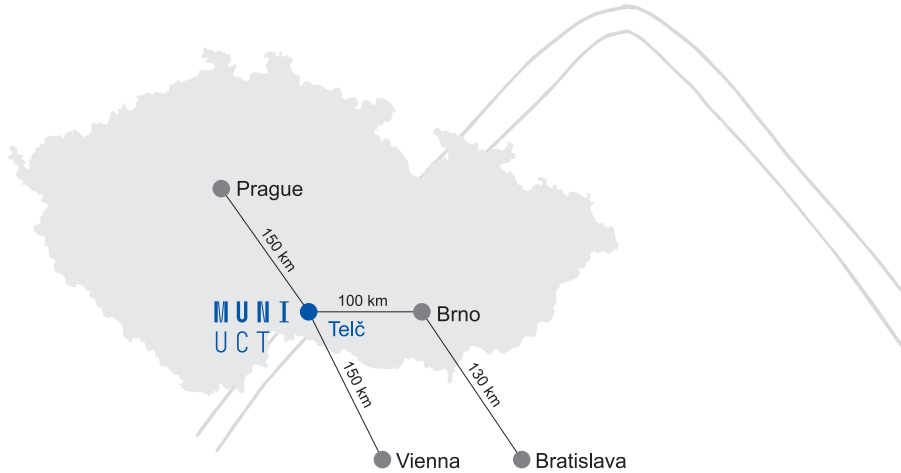 Prague
150 km
MUNI
UCT
100 km
Telč
Brno
150 km
130 km
Vienna
Bratislava